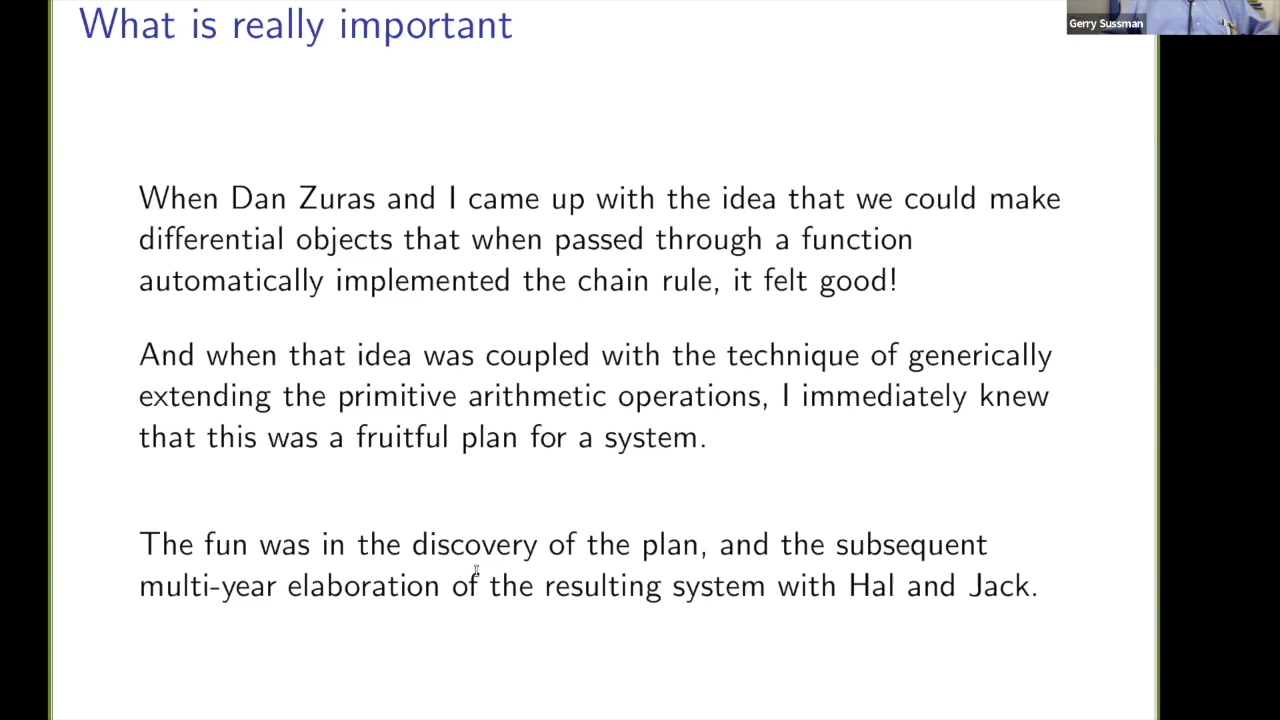 What is really important
Gerry Sussman
When Dan Zuras and I came up with the idea that we could make
differential objects that when passed through a function
automatically implemented the chain rule, it felt good!
And when that idea was coupled with the technique of generically
extending the primitive arithmetic operations, I immediately knew
that this was a fruitful plan for a system.
The fun was in the discovery of the plan, and the subsequent
multi-year elaboration of the resulting system with Hal and Jack.